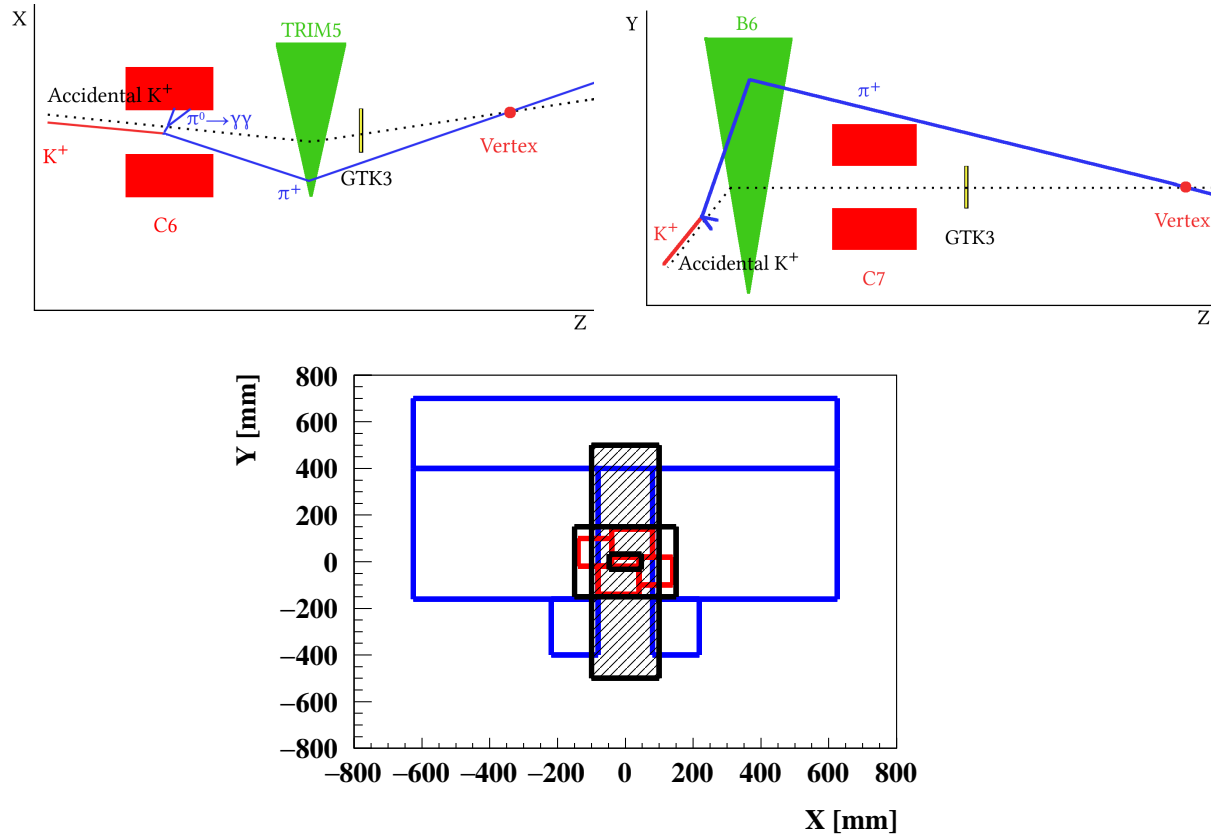 X
TRIM5
Accidental K⁺
π⁰→γγ
K⁺
Vertex
GTK3
π⁺
C6
Z
Y
B6
π⁺
K⁺
Vertex
GTK3
Accidental K⁺
C7
Z
Y [mm]
800
600
400
200
0
−200
−400
−600
−800
−800 −600 −400 −200 0 200 400 600 800
X [mm]